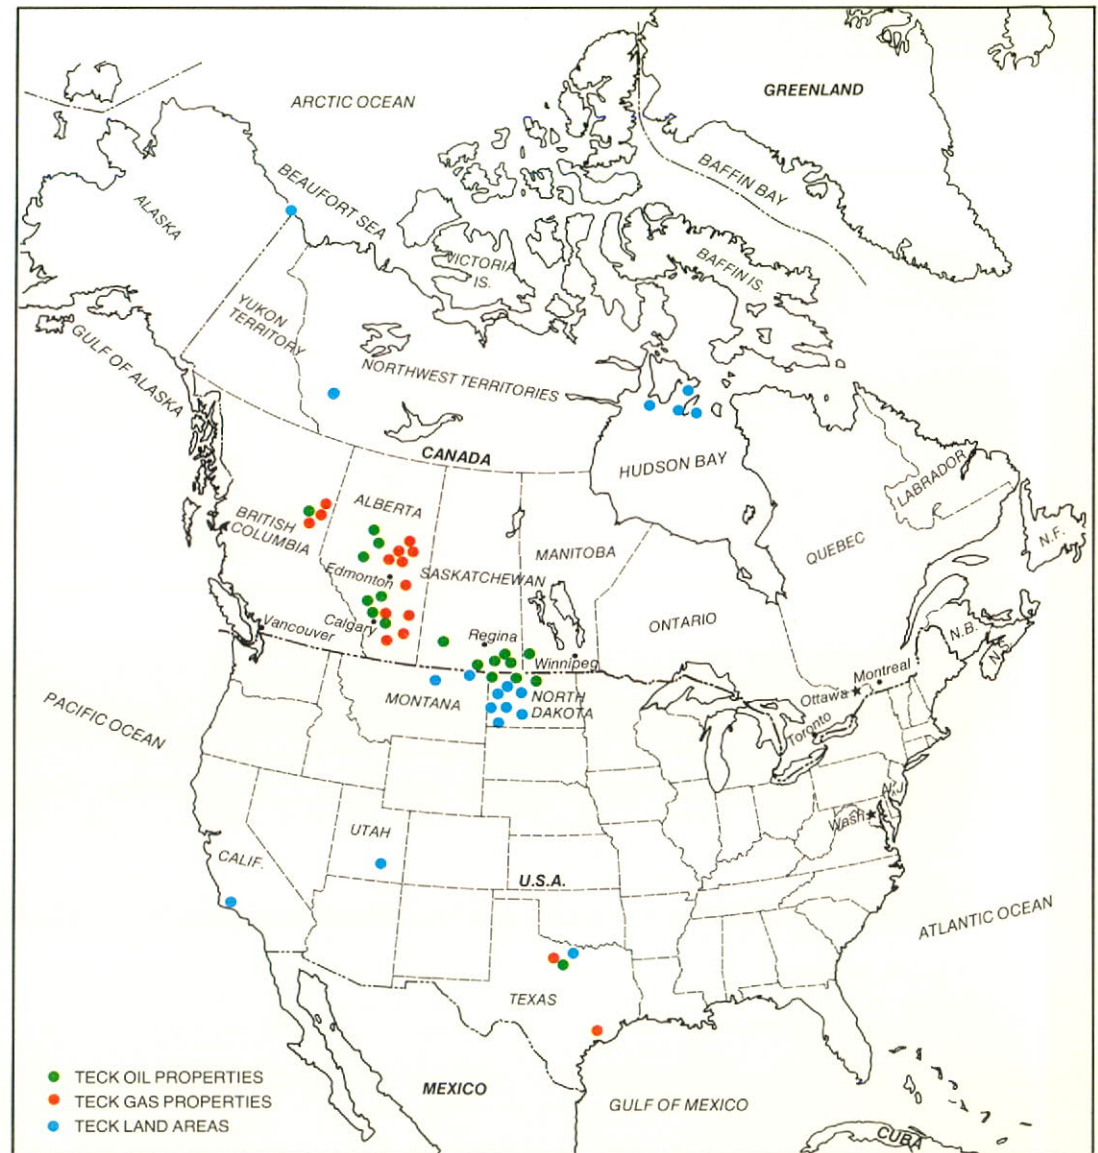 ARCTIC OCEAN
GREENLAND
BEAUFORT SEA
BAFFIN BAY
ALASKA
VICTORIA
IS.
BAFFIN IS.
YUKON
TERRITORY
GULF OF ALASKA
NORTHWEST TERRITORIES
CANADA
HUDSON BAY
LABRADOR
ALBERTA
BRITISH
COLUMBIA
MANITOBA
QUEBEC
N.F.
Edmonton
SASKATCHEWAN
Vancouver
Calgary
Regina
ONTARIO
N.B.
N.S.
Winnipeg
Montreal
Ottawa
MONTANA
NORTH
DAKOTA
Toronto
PACIFIC OCEAN
N.J.
Wash.
UTAH
CALIF.
U.S.A.
ATLANTIC OCEAN
TEXAS
TECK OIL PROPERTIES
TECK GAS PROPERTIES
TECK LAND AREAS
MEXICO
GULF OF MEXICO
CUBA